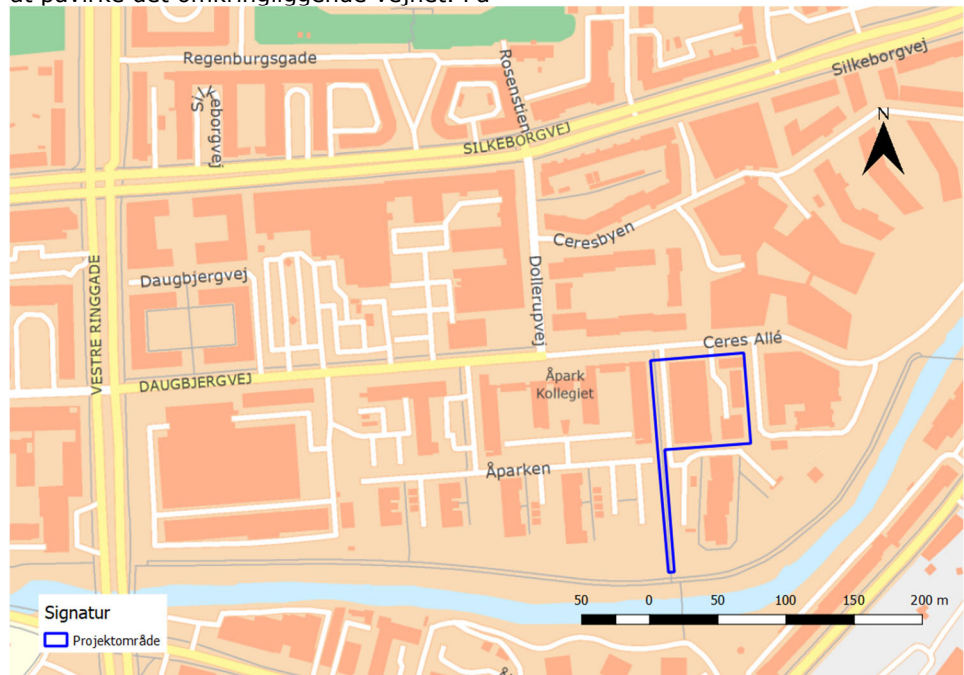 Regenburgsgade
Rosenstien
Silkeborgvej
SILKEBORGVEJ
N
Ceresbyen
Daugbjergvej
Dollerupvej
VESTRE RINGGADE
Ceres Allé
DAUGBJERGVEJ
Åpark
Kollegiet
Åparken
50 0 50 100 150 200 m
Signatur
Projektområde